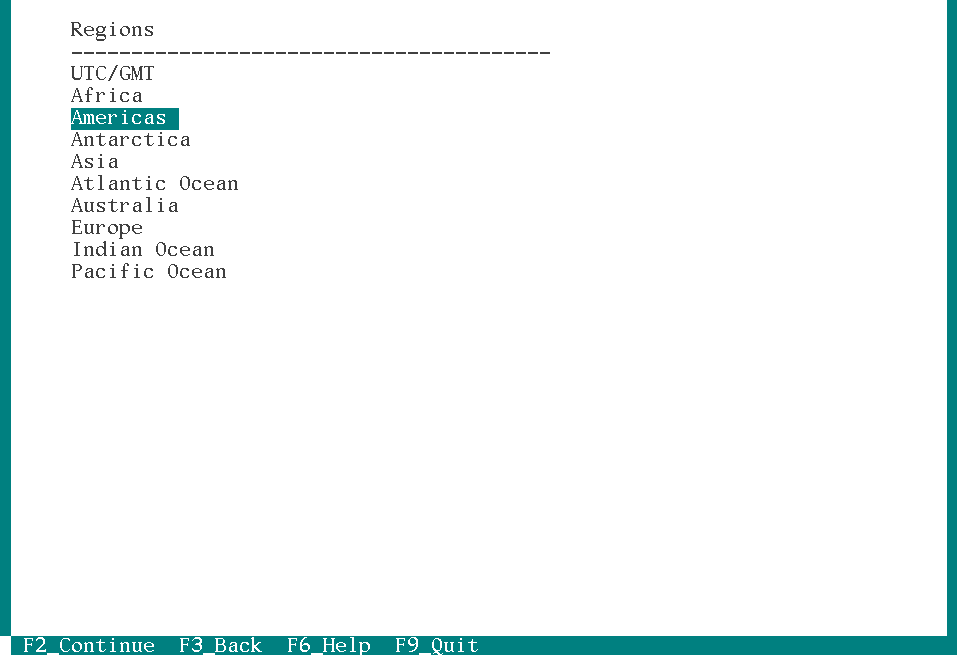 Regions
----------------------------------------
UTC/GMT
Africa
Americas
Antarctica
Asia
Atlantic Ocean
Australia
Europe
Indian Ocean
Pacific Ocean
F2_Continue  F3_Back  F6_Help  F9_Quit